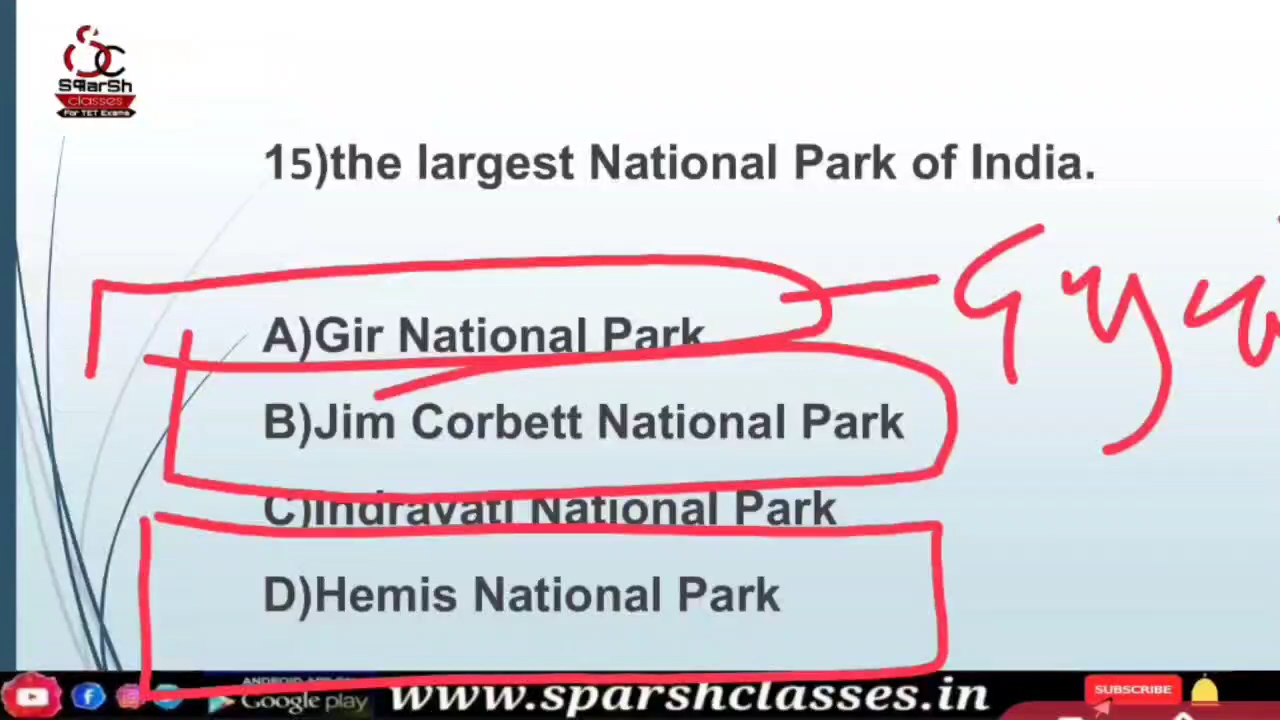 SparSh
classes
For TET Exams
15)the largest National Park of India.
A)Gir National Park
B)Jim Corbett National Park
C)Indravati National Park
D)Hemis National Park
Google play
www.sparshclasses.in
SUBSCRIBE